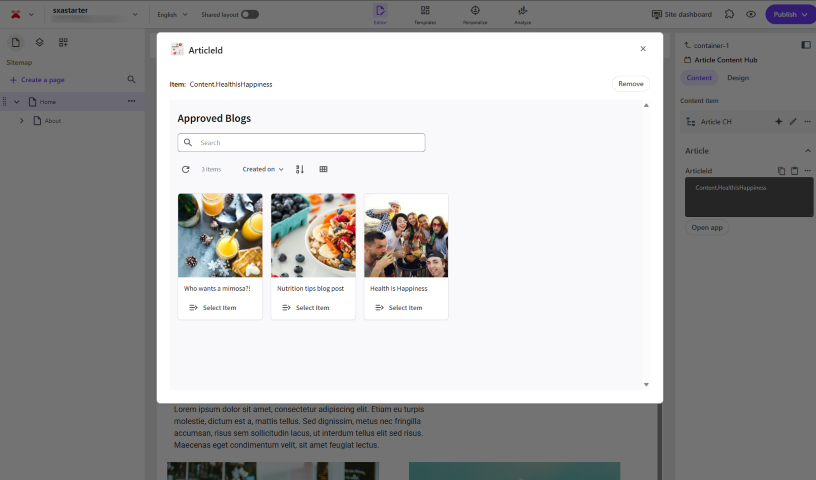 sxastarter
English
Shared layout
Editor
Templates
Personalize
Analyze
Site dashboard
Publish
Sitemap
Create a page
Home
About
ArticleId
Item: Content.HealthIsHappiness
Remove
Approved Blogs
Search
3 items
Created on
Who wants a mimosa?!
Nutrition tips blog post
Health Is Happiness
Select Item
Select Item
Select Item
container-1
Article Content Hub
Content
Design
Content item
Article CH
Article
ArticleId
Content.HealthIsHappiness
Open app
Lorem ipsum dolor sit amet, consectetur adipiscing elit. Etiam eu turpis
molestie, dictum est a, mattis tellus. Sed dignissim, metus nec fringilla
accumsan, risus sem sollicitudin lacus, ut interdum tellus elit sed risus.
Maecenas eget condimentum velit, sit amet feugiat lectus.